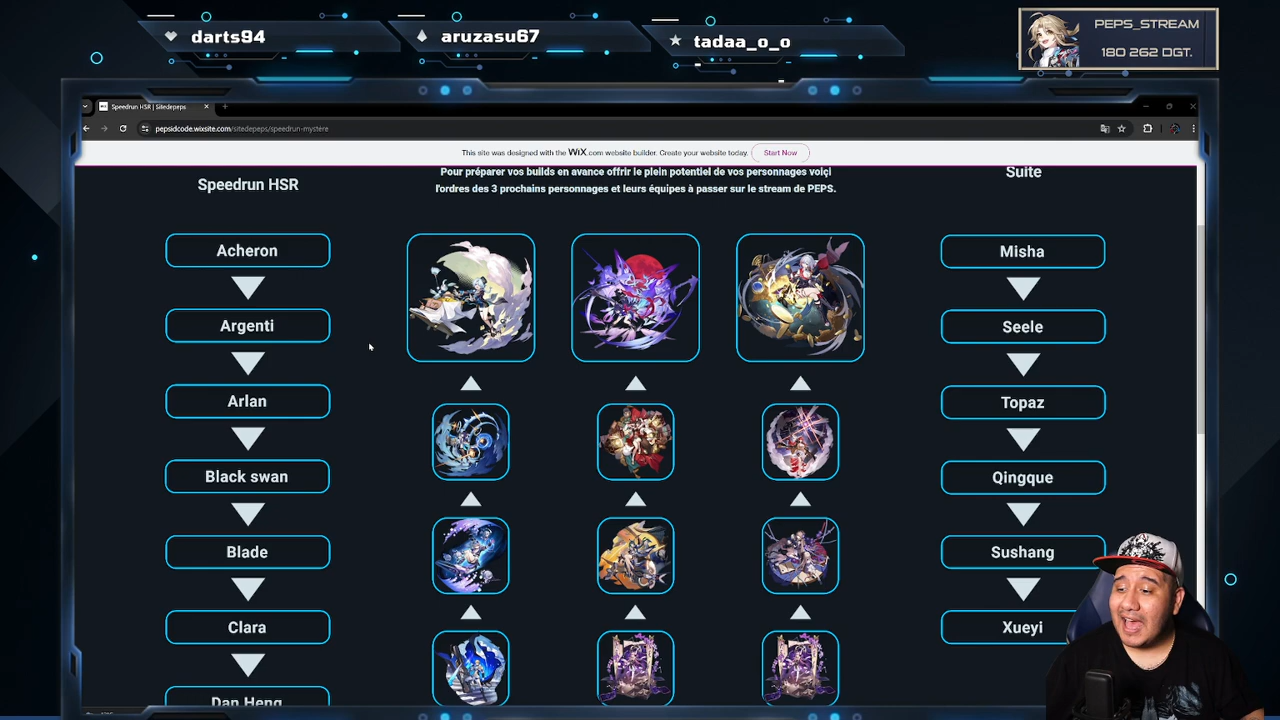 darts94
aruzasu67
tadaa_o_o
PEPS_STREAM
180 262 DGT.
Speedrun HSR | Sitedepeps
pepsidcode.wixsite.com/sitedepeps/speedrun-mystere
This site was designed with the WiX.com website builder. Create your website today.
Start Now
Speedrun HSR
Pour préparer vos builds en avance offrir le plein potentiel de vos personnages voiçi
l'ordres des 3 prochains personnages et leurs équipes à passer sur le stream de PEPS.
Suite
Acheron
Argenti
Arlan
Black swan
Blade
Clara
Dan Heng
Misha
Seele
Topaz
Qingque
Sushang
Xueyi